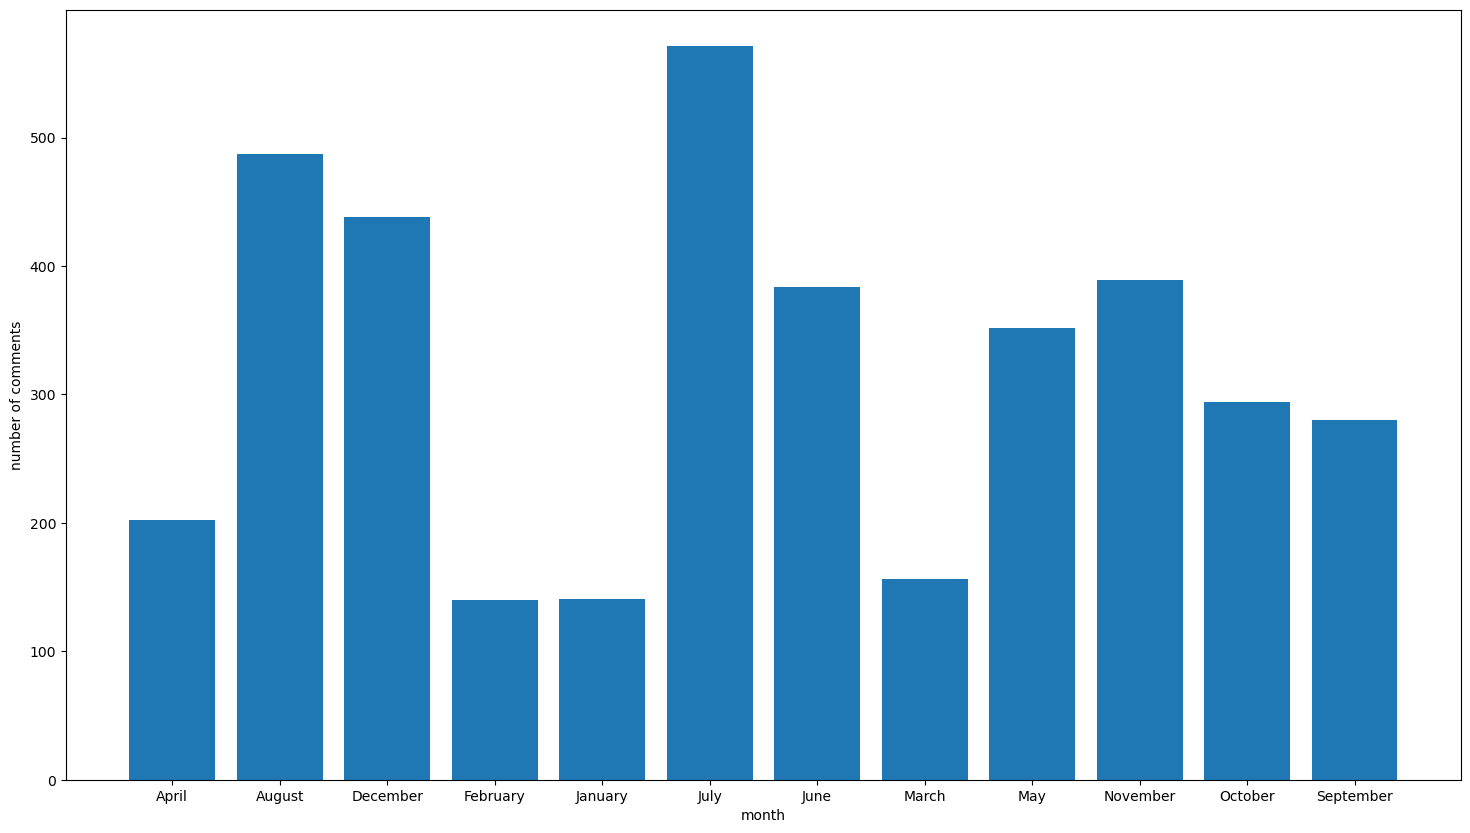 number of comments
500
400
300
200
100
0
April August December February January July June March May November October September
month